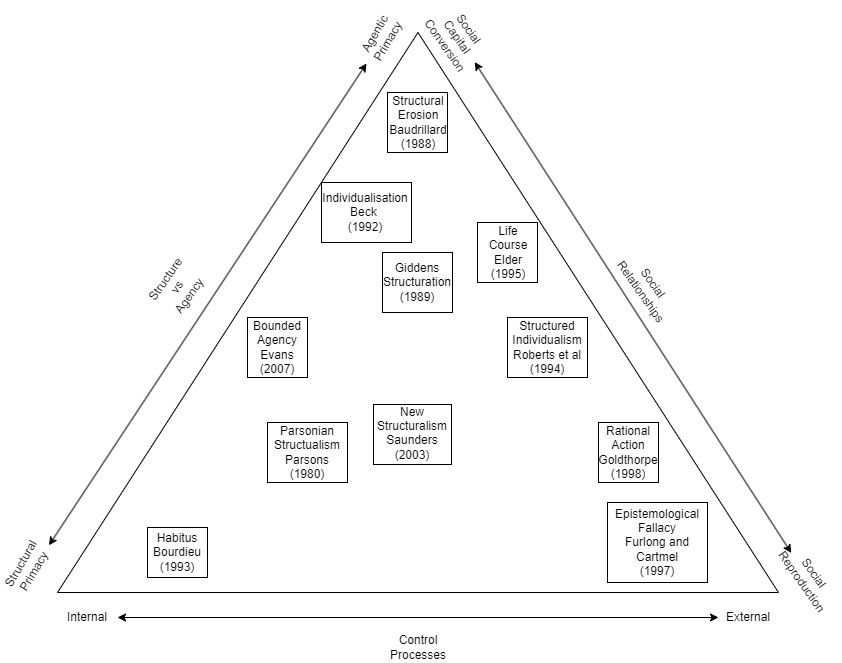 Agentic
Primacy
Social
Capital
Conversion
Structural
Erosion
Baudrillard
(1988)
Individualisation
Beck
(1992)
Life
Course
Elder
(1995)
Giddens
Structuration
(1989)
Structure
vs
Agency
Social
Relationships
Bounded
Agency
Evans
(2007)
Structured
Individualism
Roberts et al
(1994)
New
Structuralism
Saunders
(2003)
Parsonian
Structualism
Parsons
(1980)
Rational
Action
Goldthorpe
(1998)
Epistemological
Fallacy
Furlong and
Cartmel
(1997)
Habitus
Bourdieu
(1993)
Structural
Primacy
Social
Reproduction
Internal
External
Control
Processes